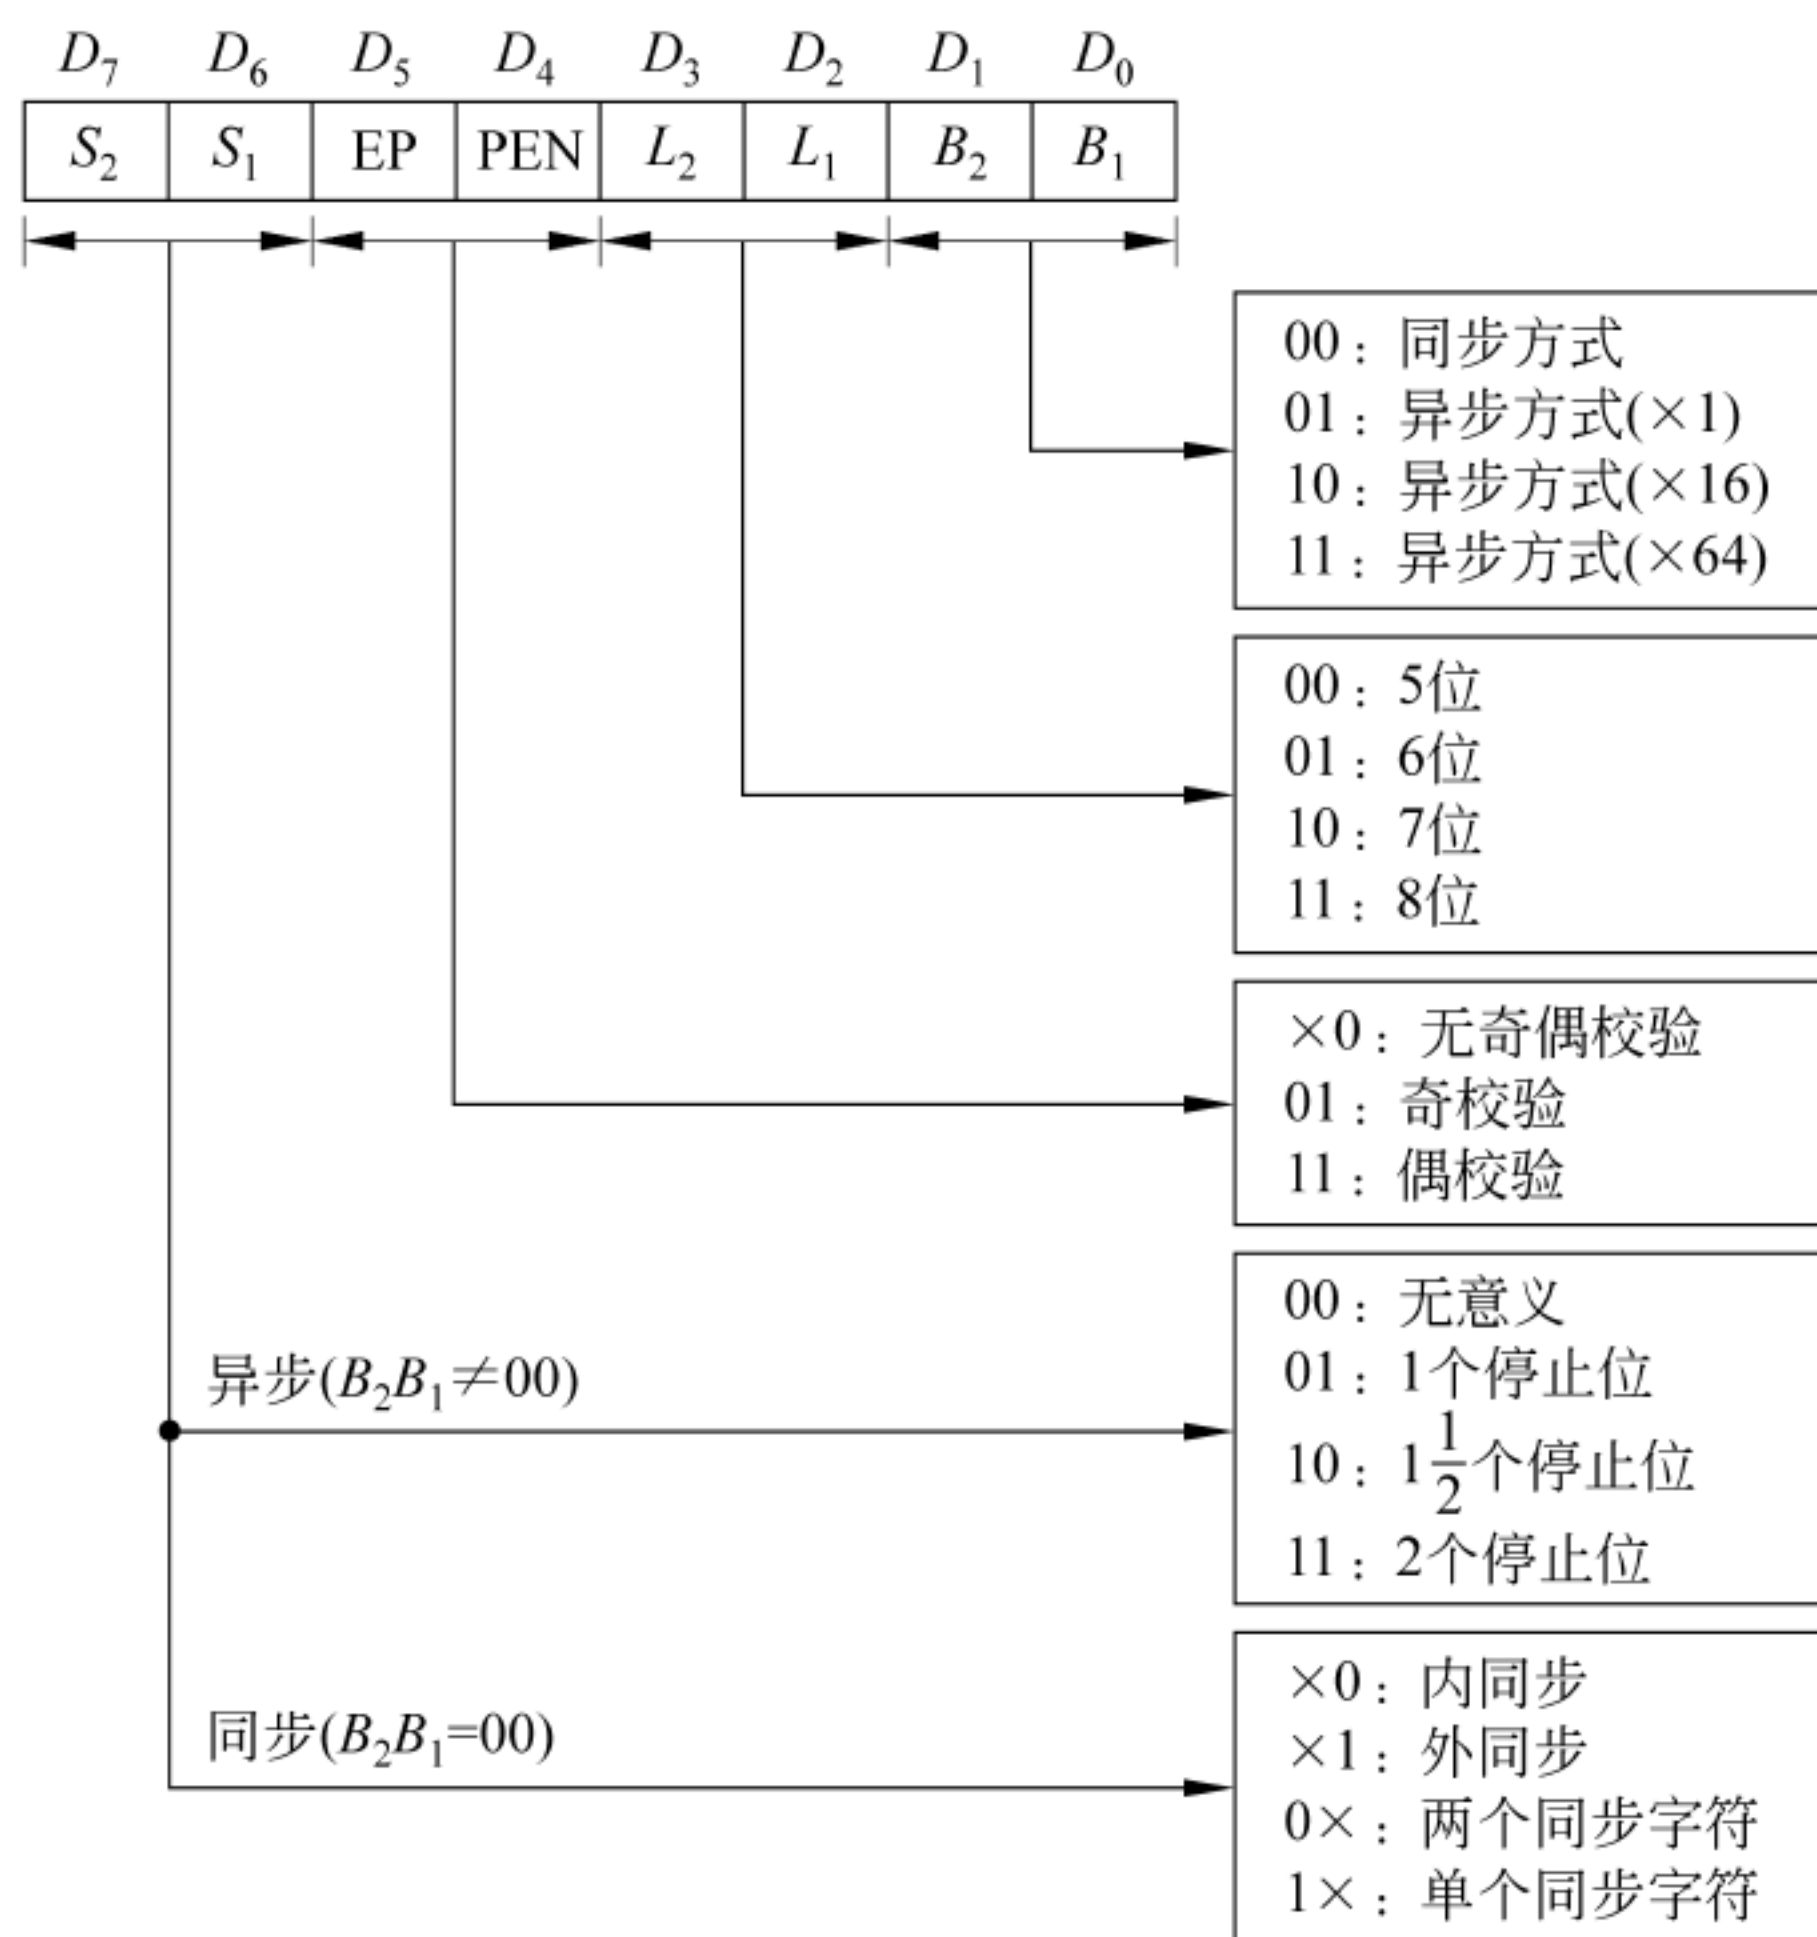 D₇ D₆ D₅ D₄ D₃ D₂ D₁ D₀
S₂ S₁ EP PEN L₂ L₁ B₂ B₁
00：同步方式
01：异步方式(×1)
10：异步方式(×16)
11：异步方式(×64)
00：5位
01：6位
10：7位
11：8位
×0：无奇偶校验
01：奇校验
11：偶校验
异步(B₂B₁≠00)
00：无意义
01：1个停止位
10：1 1/2个停止位
11：2个停止位
同步(B₂B₁=00)
×0：内同步
×1：外同步
0×：两个同步字符
1×：单个同步字符